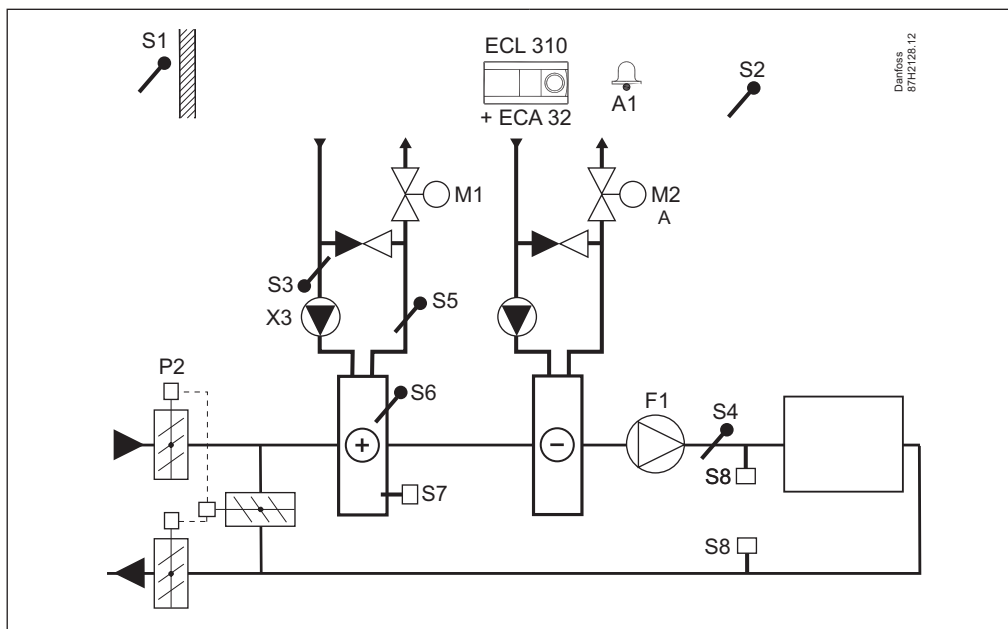 S1
ECL 310
+ ECA 32
A1
S2
Danfoss
87H2128.12
M1
M2
A
S3
X3
S5
P2
S6
S7
F1
S4
S8
S8